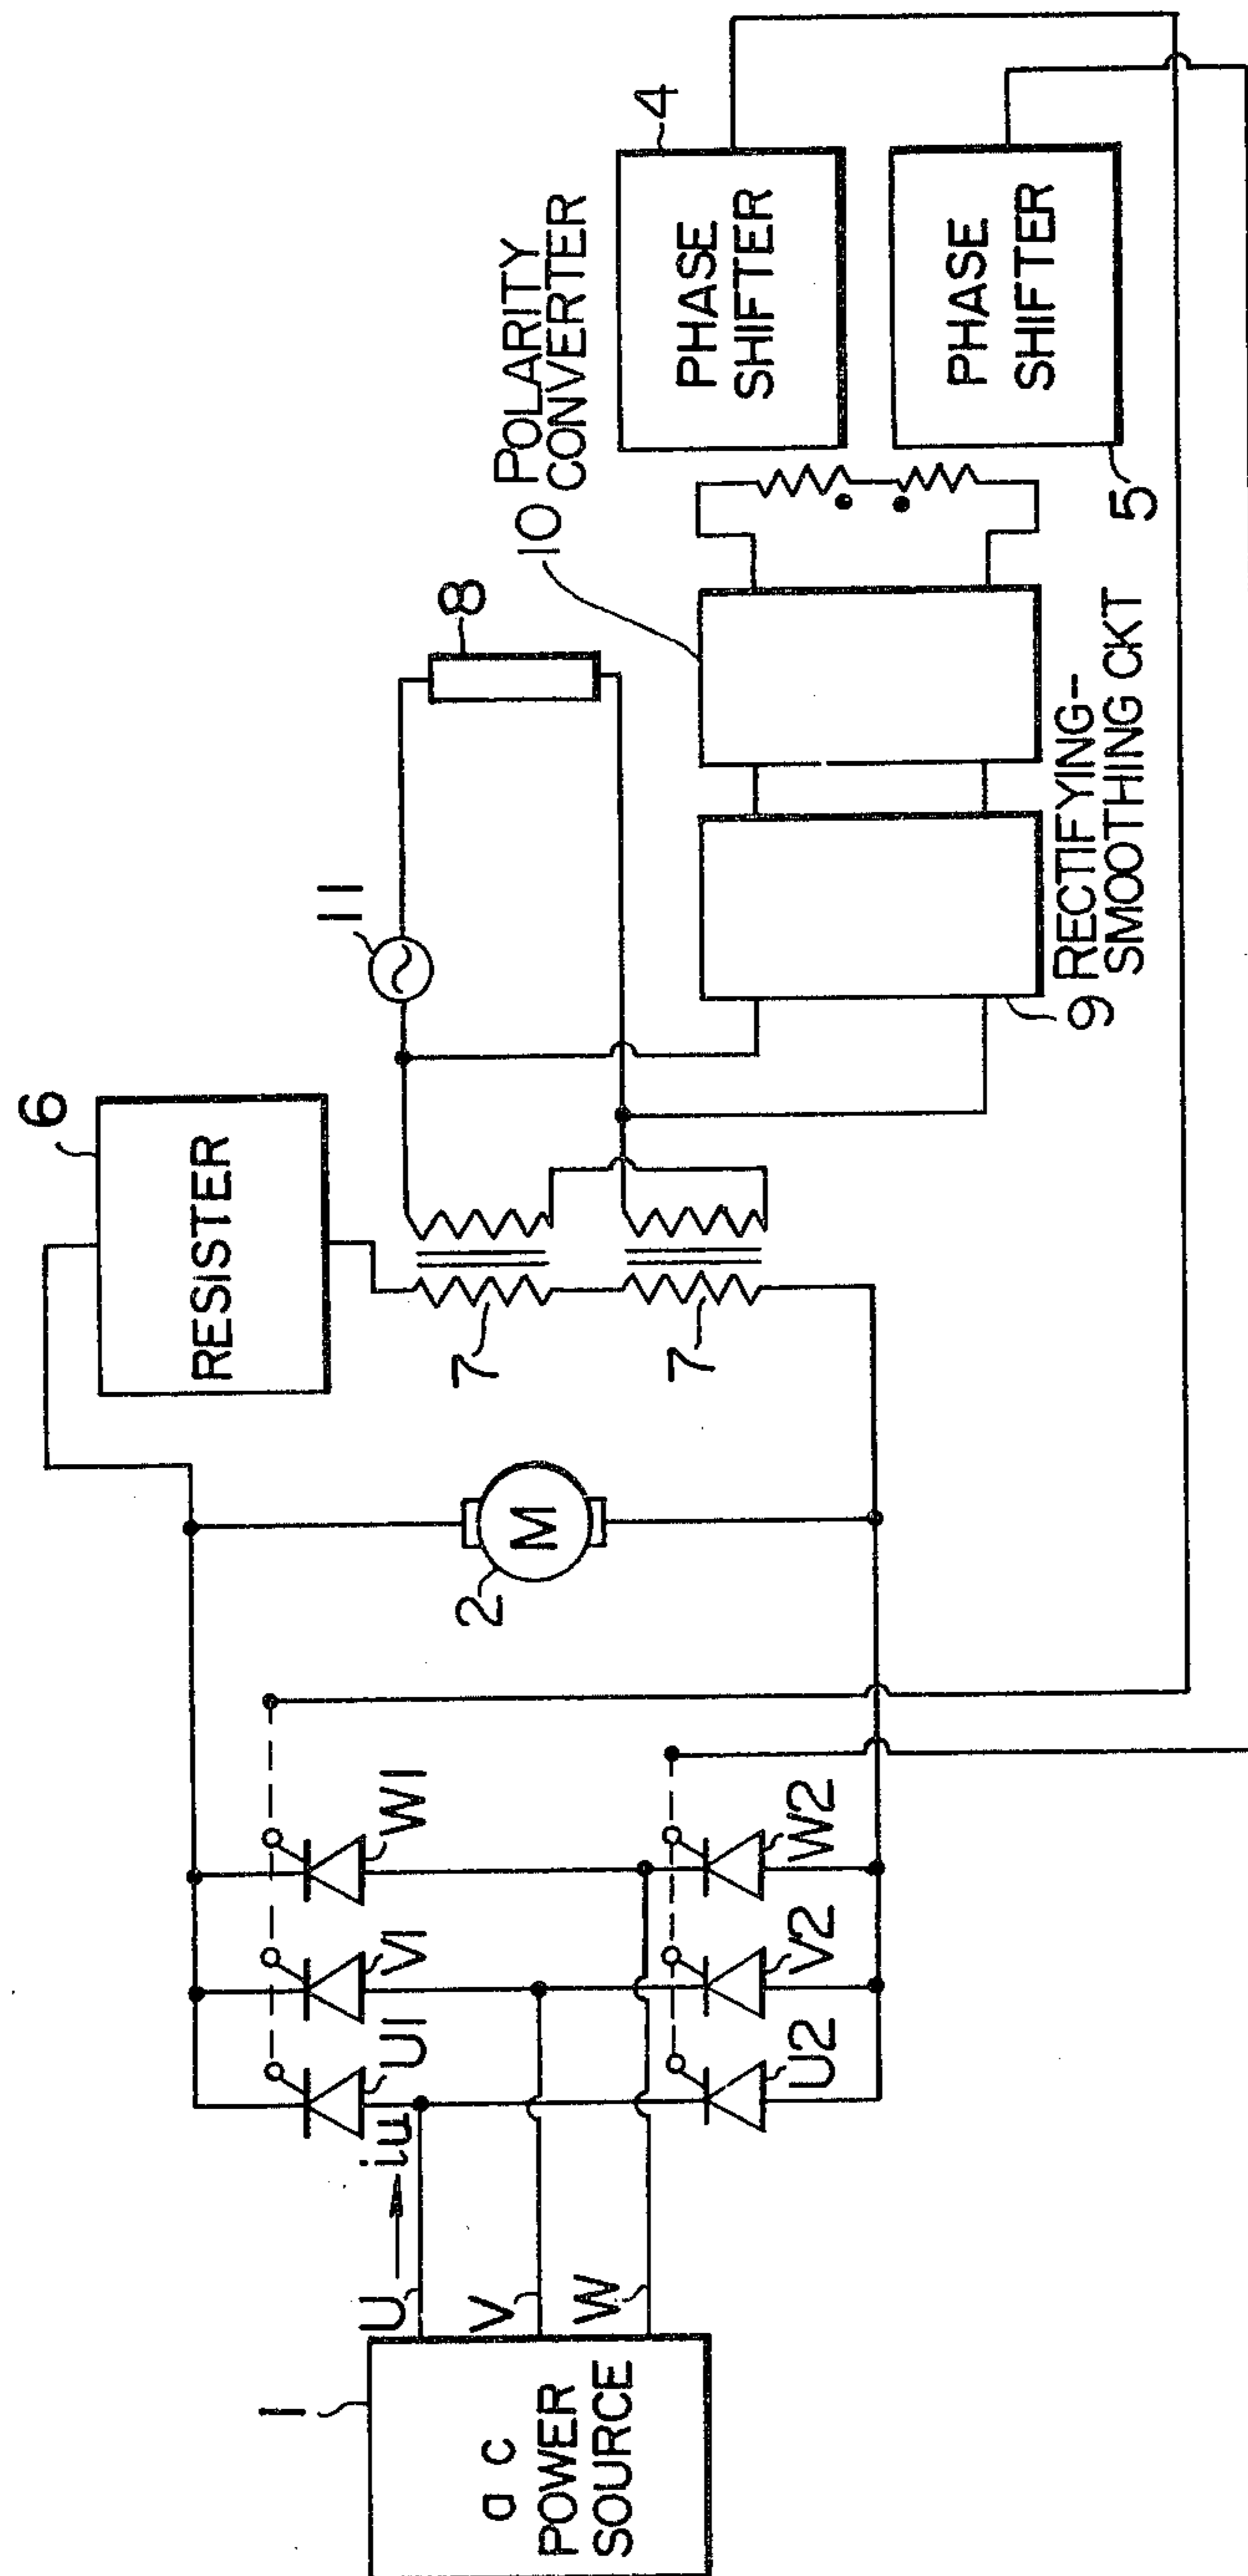 1
a c
POWER
SOURCE
U
iu
V
W
U1
V1
W1
U2
V2
W2
2
M
6
RESISTER
7
7
11
8
10 POLARITY
CONVERTER
9 RECTIFYING-
SMOOTHING CKT
4
PHASE
SHIFTER
PHASE
SHIFTER
5